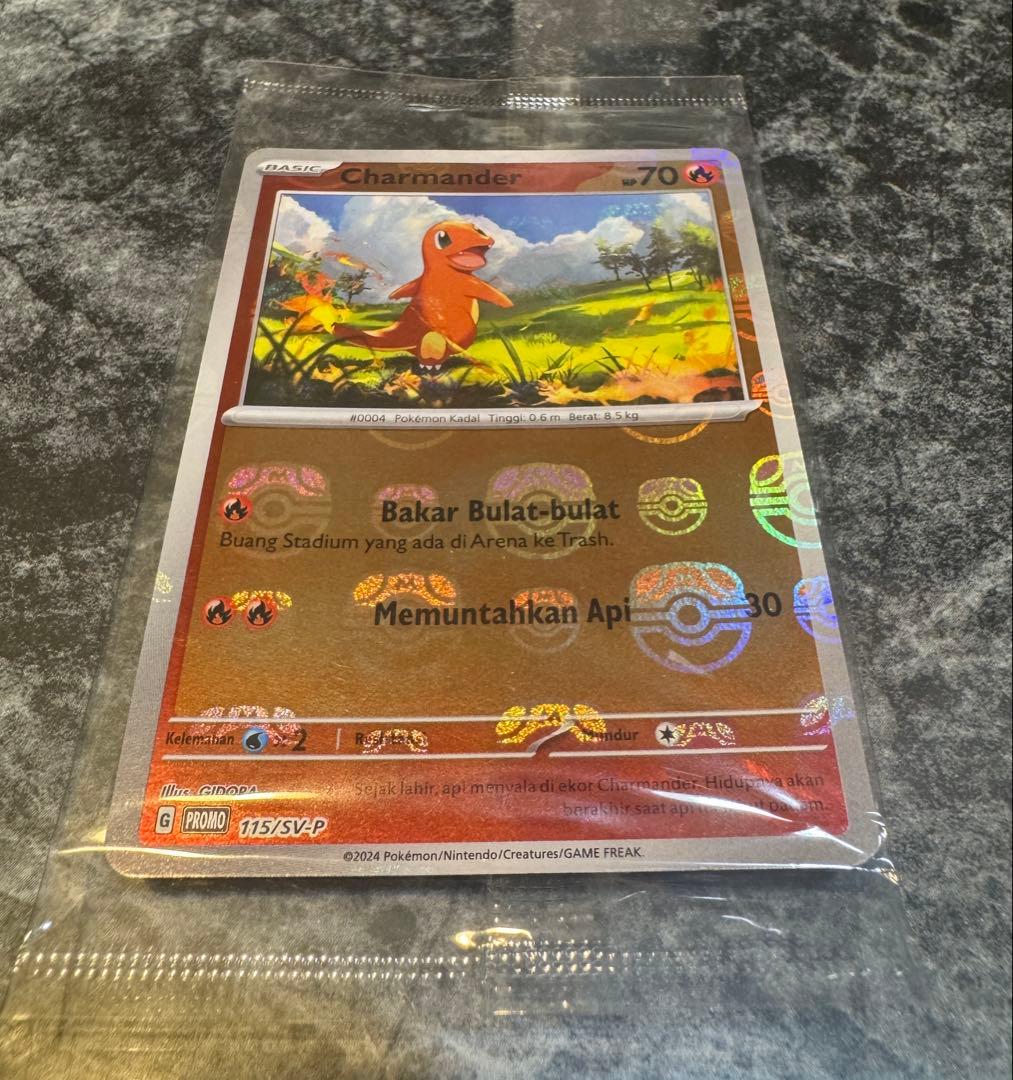 BASIC
Charmander HP 70
#0004 Pokémon Kadal Tinggi: 0.6 m Berat: 8.5 kg
Bakar Bulat-bulat
Buang Stadium yang ada di Arena ke Trash.
Memuntahkan Api 30
Kelemahan 2
Sejak lahir, api menyala di ekor Charmander. Hidupnya akan
berakhir saat api
Illus. GIDORA
G PROMO 115/SV-P
©2024 Pokémon/Nintendo/Creatures/GAME FREAK.